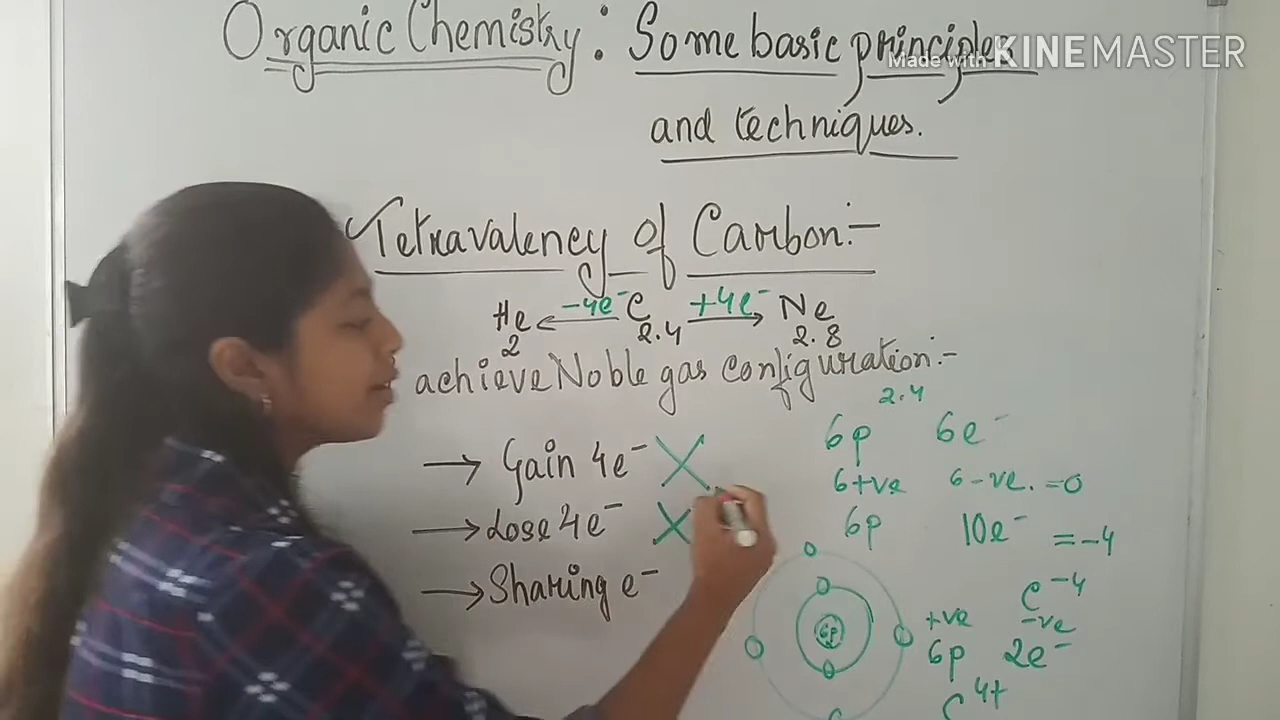 Organic Chemistry : Some basic principles
Made with KINEMASTER
and techniques.
Tetravalency of Carbon:-
He ← -4e⁻ C +4e⁻ → Ne
2 2.4 2.8
achieve Noble gas configuration:-
→ Gain 4e⁻ X
→ Lose 4e⁻ X
→ Sharing e⁻
2.4
6p 6e⁻
6+ve 6-ve. =0
6p 10e⁻ =-4
C⁻⁴
+ve -ve
6p 2e⁻
C⁴⁺
6p